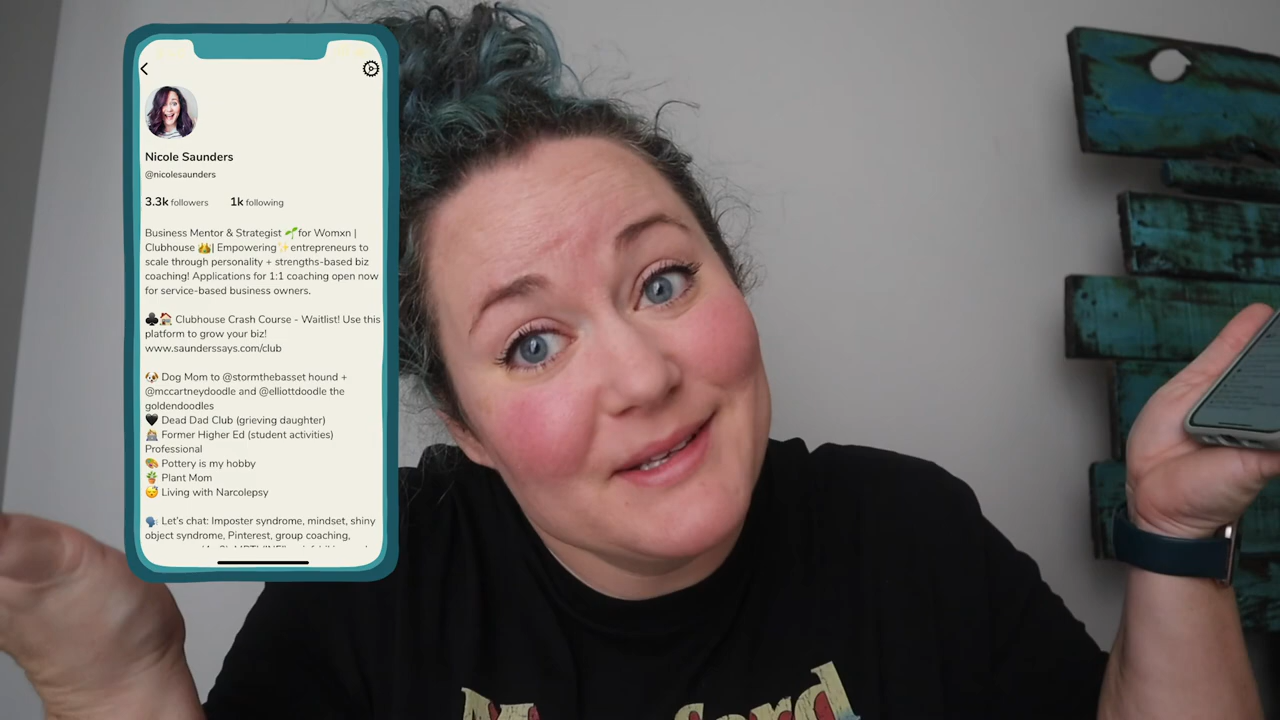 Nicole Saunders
@nicolesaunders
3.3k followers 1k following
Business Mentor & Strategist 🌱for Womxn |
Clubhouse 👑| Empowering✨entrepreneurs to
scale through personality + strengths-based biz
coaching! Applications for 1:1 coaching open now
for service-based business owners.
♣️🏠 Clubhouse Crash Course - Waitlist! Use this
platform to grow your biz!
www.saunderssays.com/club
🐶 Dog Mom to @stormthebasset hound +
@mccartneydoodle and @elliottdoodle the
goldendoodles
🖤 Dead Dad Club (grieving daughter)
🏫 Former Higher Ed (student activities)
Professional
🎨 Pottery is my hobby
🪴 Plant Mom
😴 Living with Narcolepsy
🗣️ Let's chat: Imposter syndrome, mindset, shiny
object syndrome, Pinterest, group coaching,